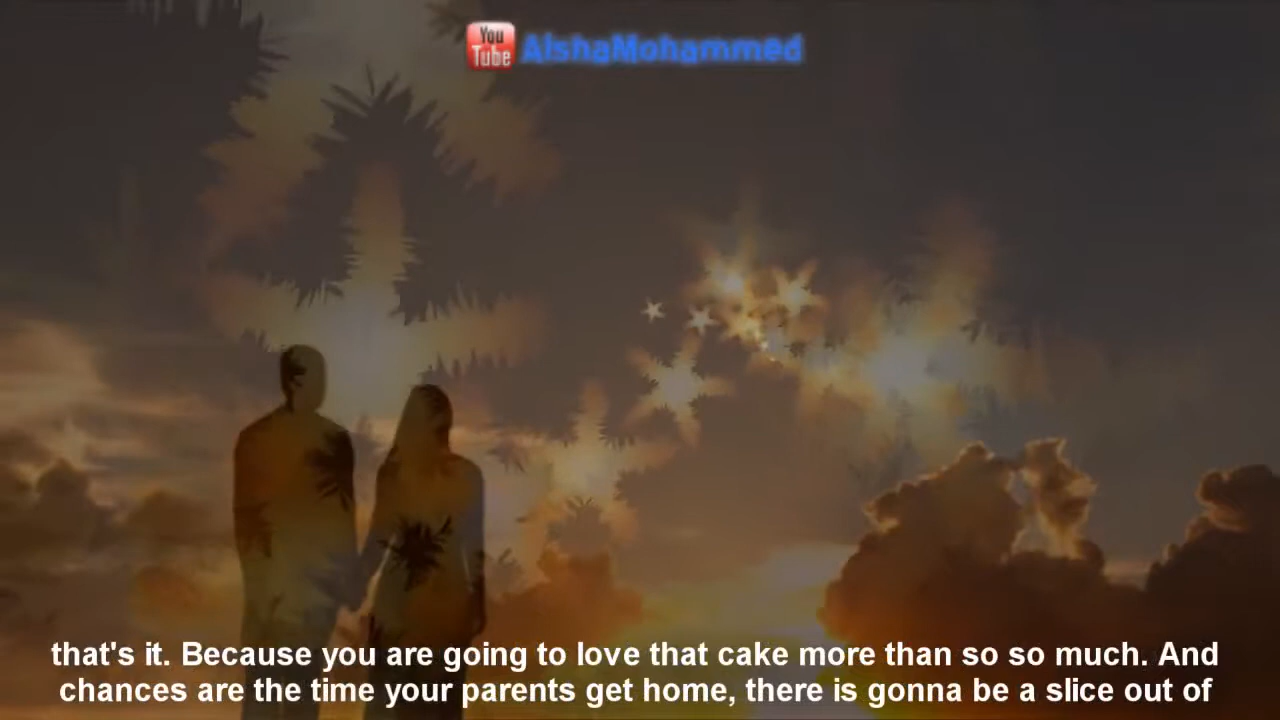 You Tube AishaMohammed
that's it. Because you are going to love that cake more than so so much. And
chances are the time your parents get home, there is gonna be a slice out of